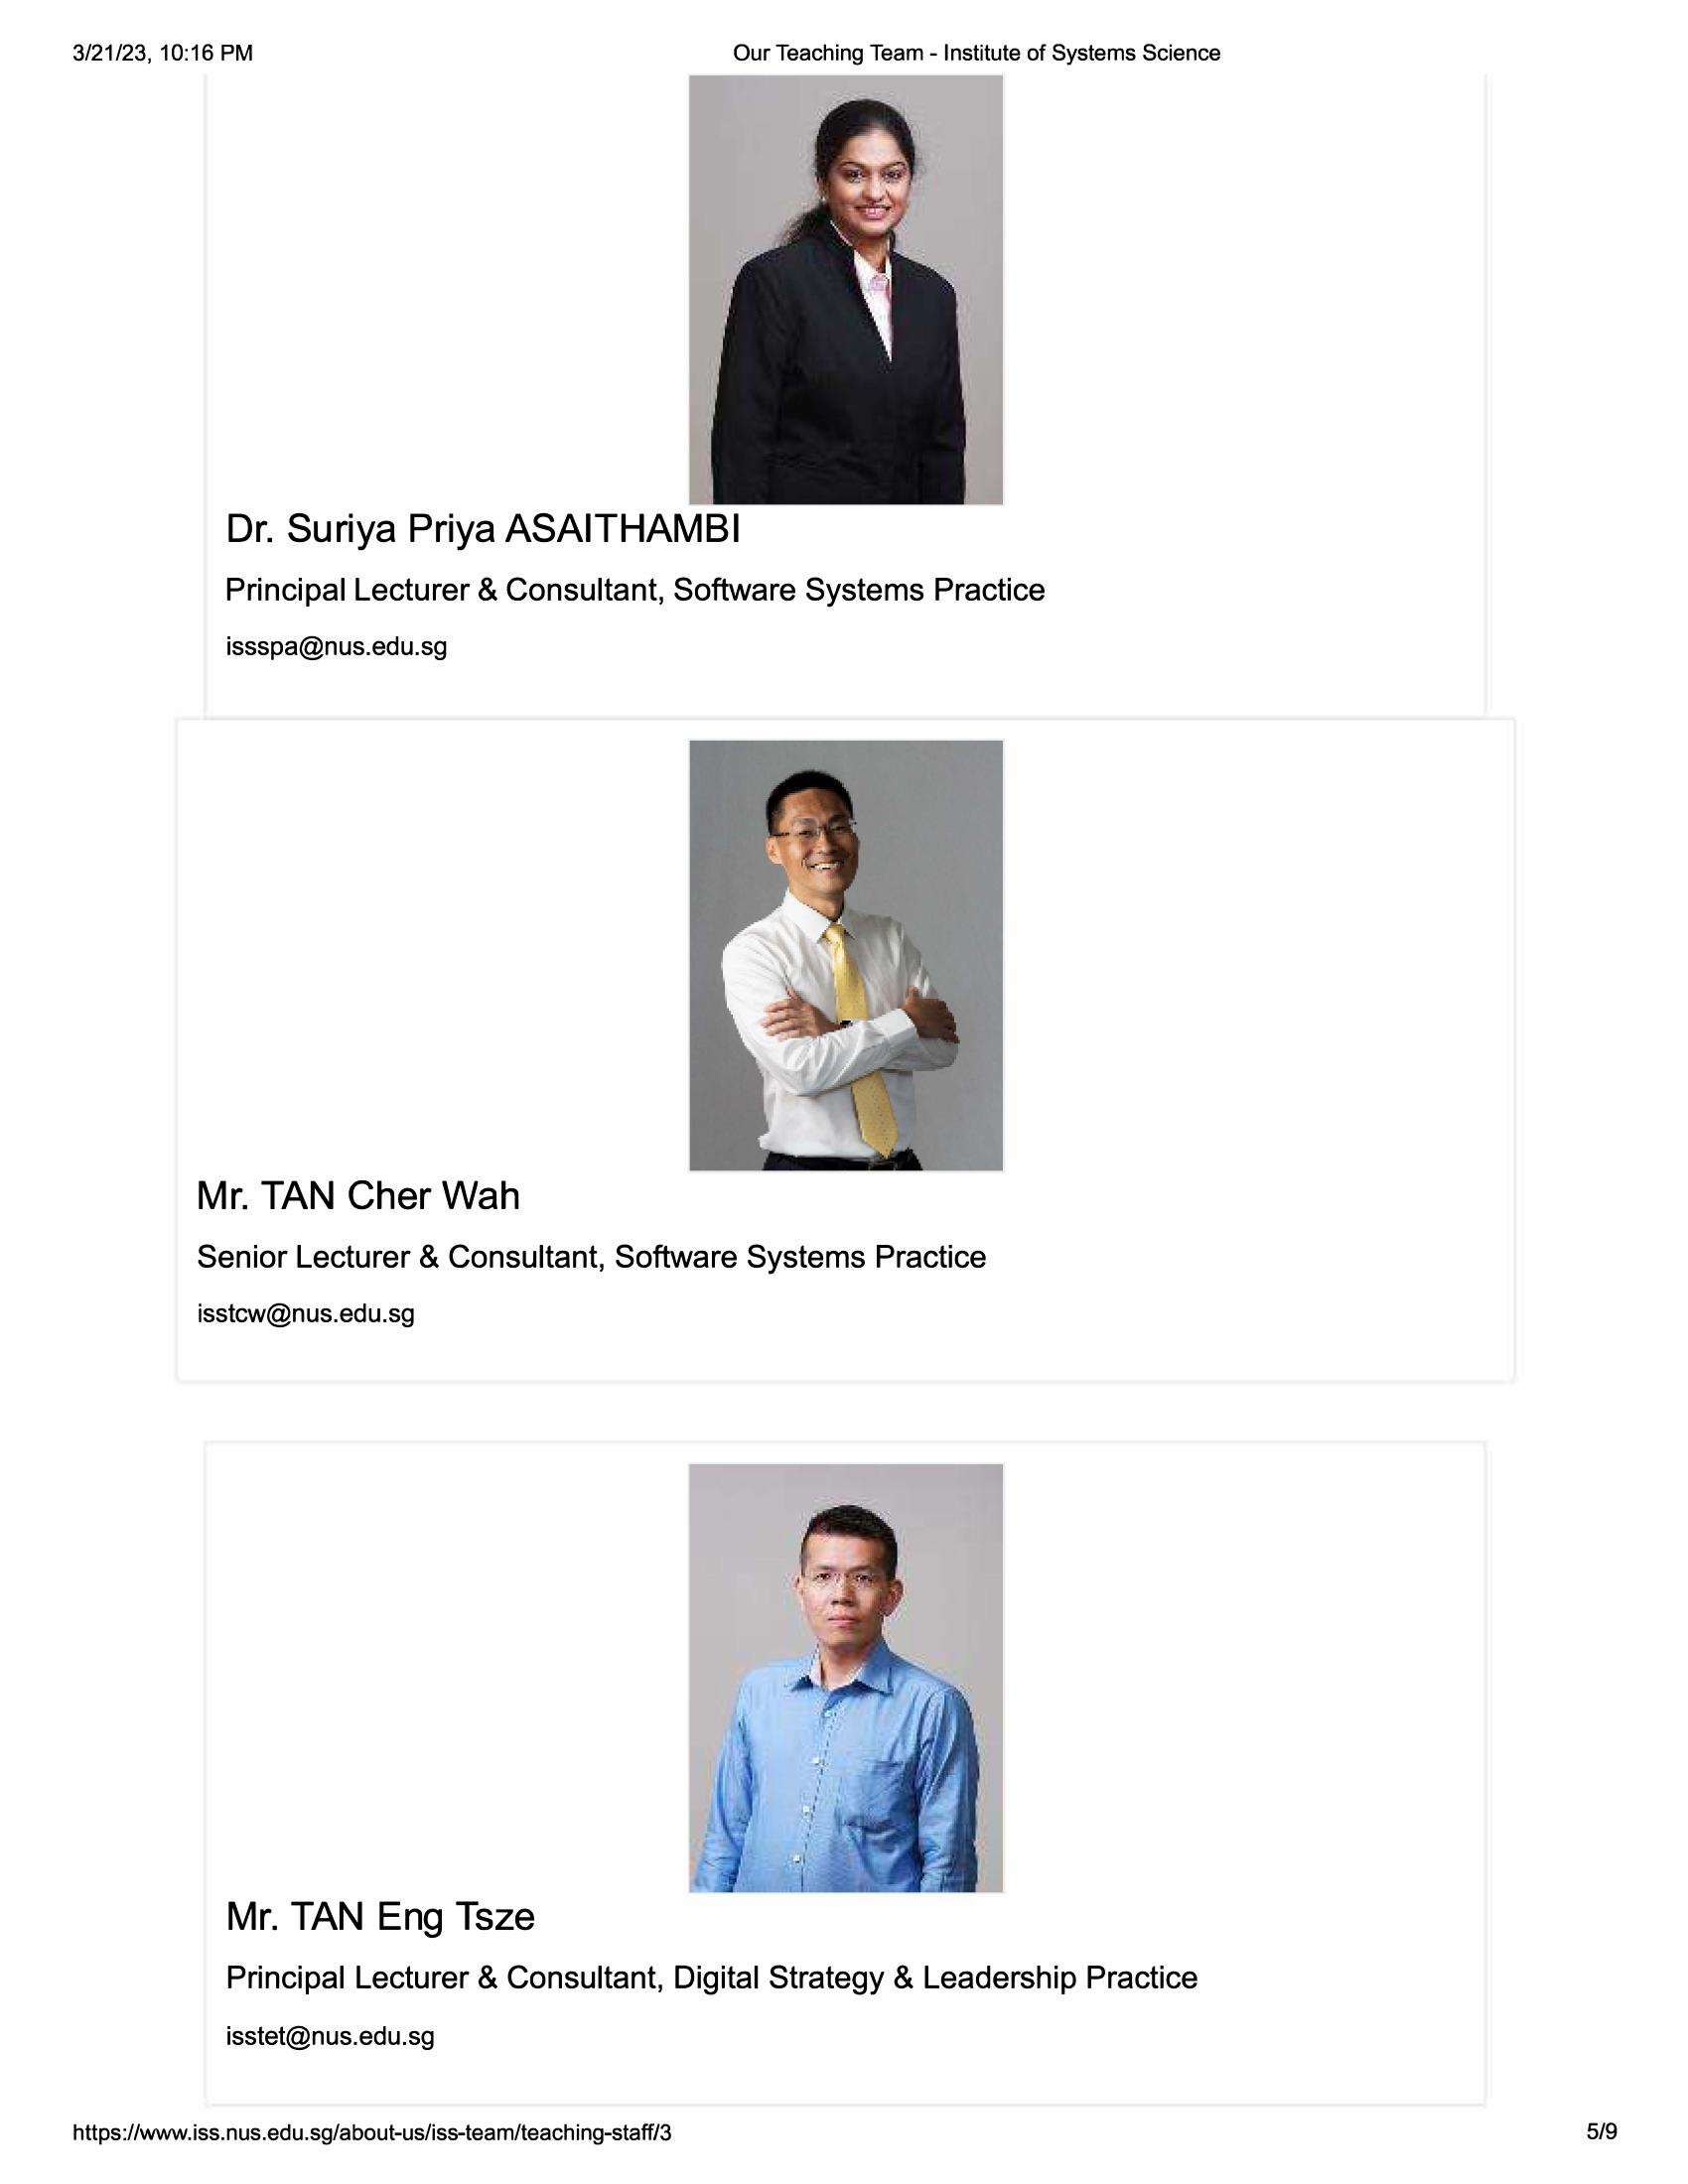 3/21/23, 10:16 PM
Our Teaching Team - Institute of Systems Science
Dr. Suriya Priya ASAITHAMBI
Principal Lecturer & Consultant, Software Systems Practice
issspa@nus.edu.sg
Mr. TAN Cher Wah
Senior Lecturer & Consultant, Software Systems Practice
isstcw@nus.edu.sg
Mr. TAN Eng Tsze
Principal Lecturer & Consultant, Digital Strategy & Leadership Practice
isstet@nus.edu.sg
https://www.iss.nus.edu.sg/about-us/iss-team/teaching-staff/3
5/9